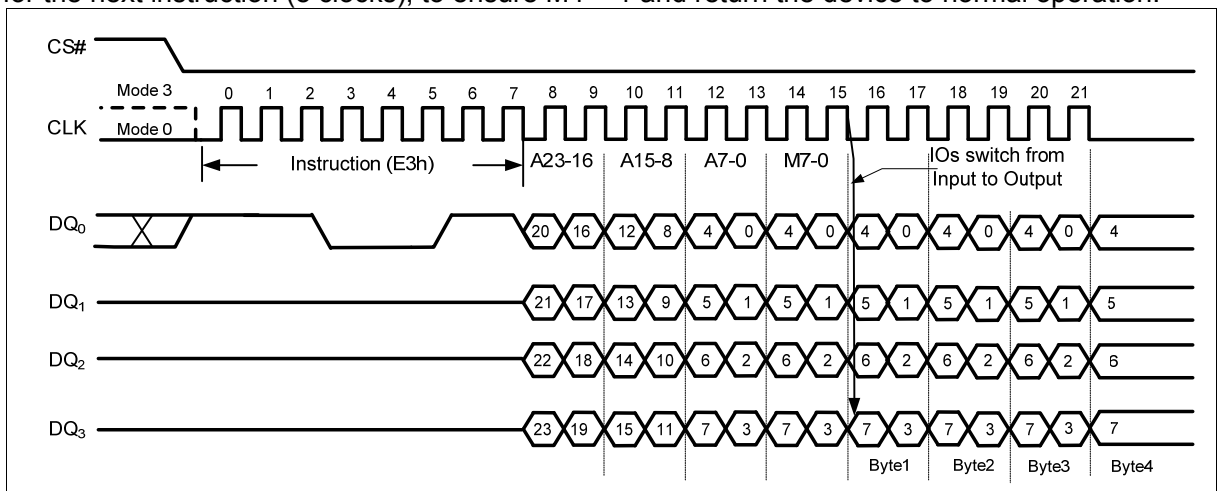 for the next instruction (8 clocks), to ensure M4 = 1 and return the device to normal operation.
CS#
Mode 3
0 1 2 3 4 5 6 7 8 9 10 11 12 13 14 15 16 17 18 19 20 21
CLK
Mode 0
Instruction (E3h) A23-16 A15-8 A7-0 M7-0 IOs switch from
Input to Output
DQ0 20 16 12 8 4 0 4 0 4 0 4 0 4 0 4
DQ1 21 17 13 9 5 1 5 1 5 1 5 1 5 1 5
DQ2 22 18 14 10 6 2 6 2 6 2 6 2 6 2 6
DQ3 23 19 15 11 7 3 7 3 7 3 7 3 7 3 7
Byte1 Byte2 Byte3 Byte4